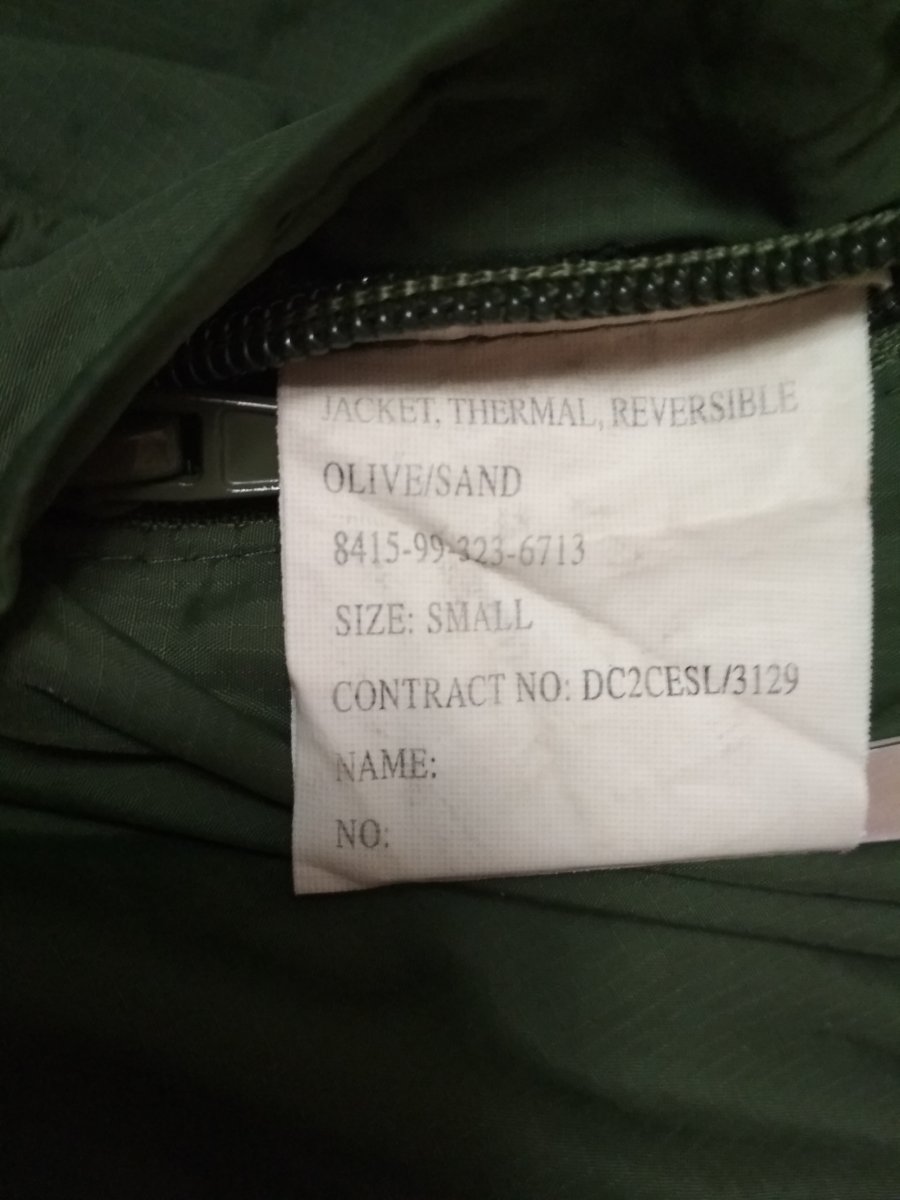 JACKET, THERMAL, REVERSIBLE
OLIVE/SAND
8415-99-323-6713
SIZE: SMALL
CONTRACT NO: DC2CESL/3129
NAME:
NO: